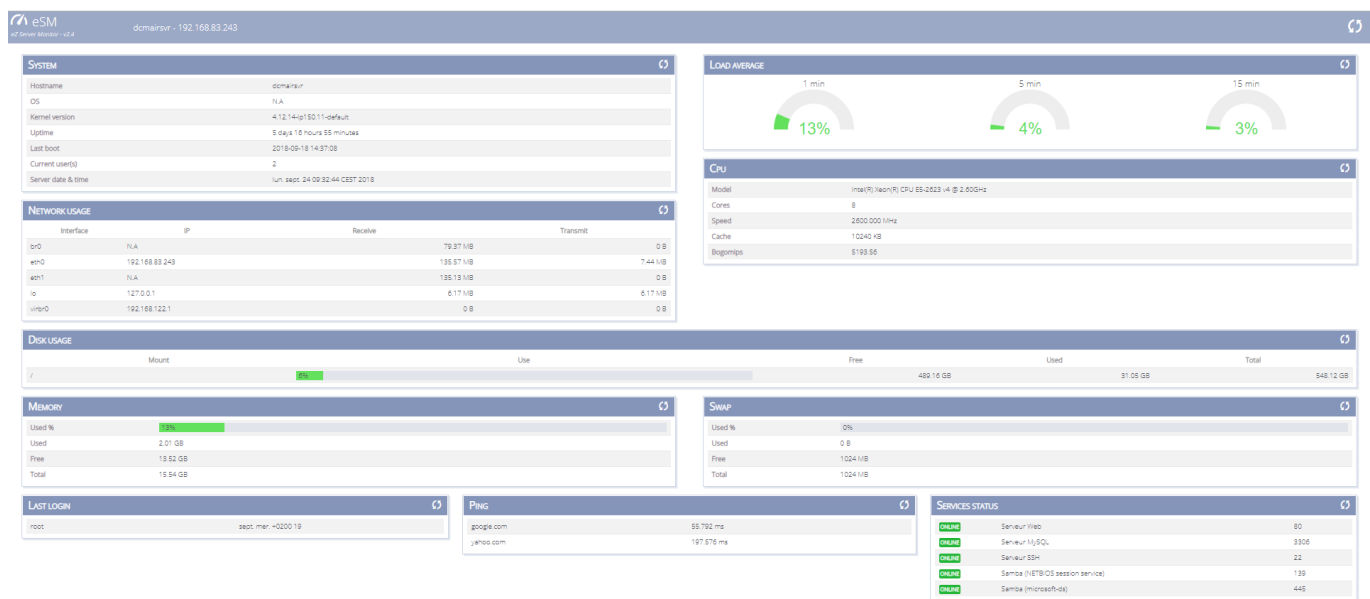 eSM
eZ Server Monitor - v2.4
dcmairsvr - 192.168.83.243
SYSTEM
Hostname dcmairsvr
OS N.A
Kernel version 4.12.14-lp150.11-default
Uptime 5 days 16 hours 55 minutes
Last boot 2018-09-18 14:37:08
Current user(s) 2
Server date & time lun. sept. 24 09:32:44 CEST 2018
LOAD AVERAGE
1 min 5 min 15 min
13% 4% 3%
CPU
Model Intel(R) Xeon(R) CPU E5-2623 v4 @ 2.60GHz
Cores 8
Speed 2600.000 MHz
Cache 10240 KB
Bogomips 5193.56
NETWORK USAGE
Interface IP Receive Transmit
br0 N.A 79.37 MB 0 B
eth0 192.168.83.243 135.57 MB 7.44 MB
eth1 N.A 135.13 MB 0 B
lo 127.0.0.1 6.17 MB 6.17 MB
virbr0 192.168.122.1 0 B 0 B
DISK USAGE
Mount Use Free Used Total
/ 6% 489.16 GB 31.05 GB 548.12 GB
MEMORY
Used % 13%
Used 2.01 GB
Free 13.52 GB
Total 15.54 GB
SWAP
Used % 0%
Used 0 B
Free 1024 MB
Total 1024 MB
LAST LOGIN
root sept. mer. +0200 19
PING
google.com 55.792 ms
yahoo.com 197.576 ms
SERVICES STATUS
ONLINE Serveur Web 80
ONLINE Serveur MySQL 3306
ONLINE Serveur SSH 22
ONLINE Samba (NETBIOS session service) 139
ONLINE Samba (microsoft-ds) 445